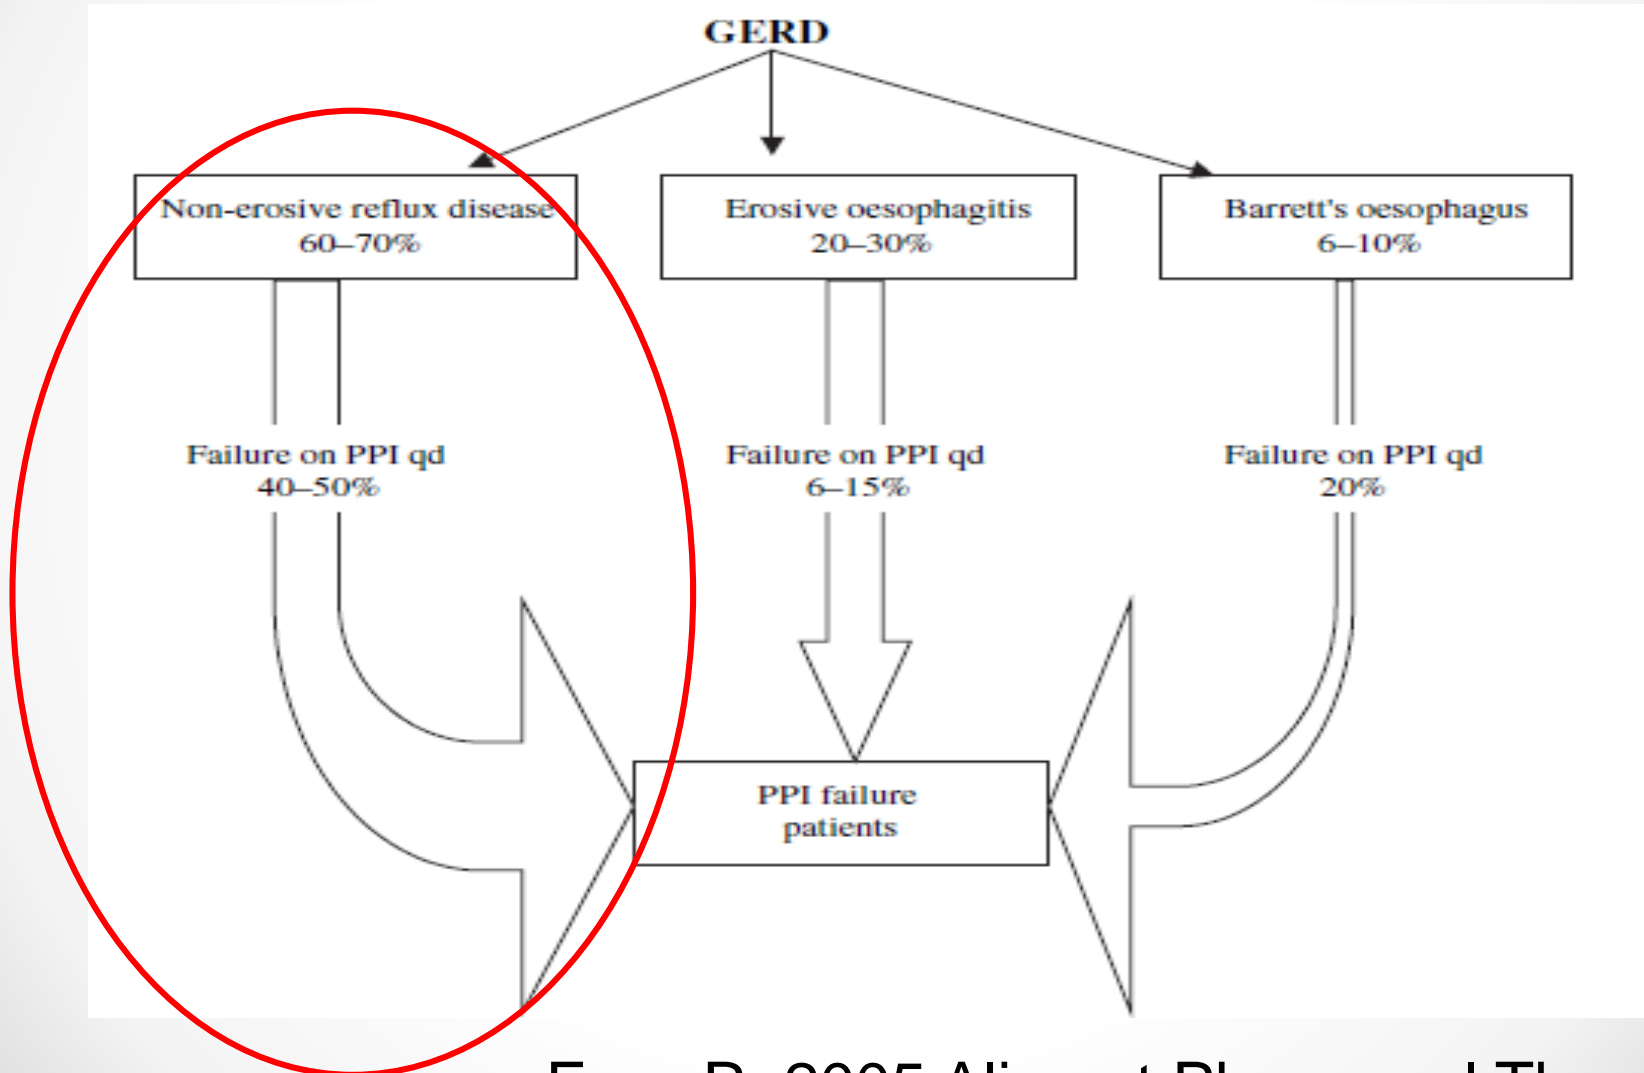 GERD
Non-erosive reflux disease
60–70%
Erosive oesophagitis
20–30%
Barrett's oesophagus
6–10%
Failure on PPI qd
40–50%
Failure on PPI qd
6–15%
Failure on PPI qd
20%
PPI failure
patients
2005